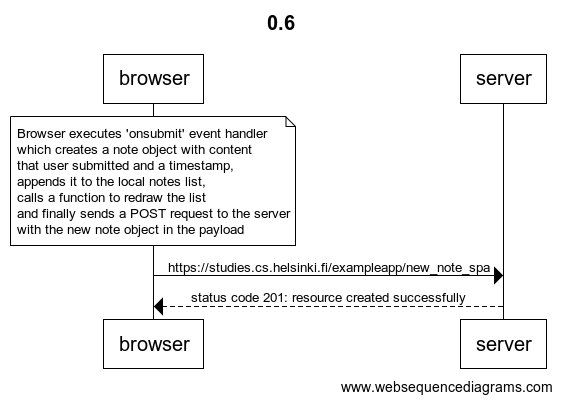 0.6
browser
server
Browser executes 'onsubmit' event handler
which creates a note object with content
that user submitted and a timestamp,
appends it to the local notes list,
calls a function to redraw the list
and finally sends a POST request to the server
with the new note object in the payload
https://studies.cs.helsinki.fi/exampleapp/new_note_spa
status code 201: resource created successfully
browser
server
www.websequencediagrams.com